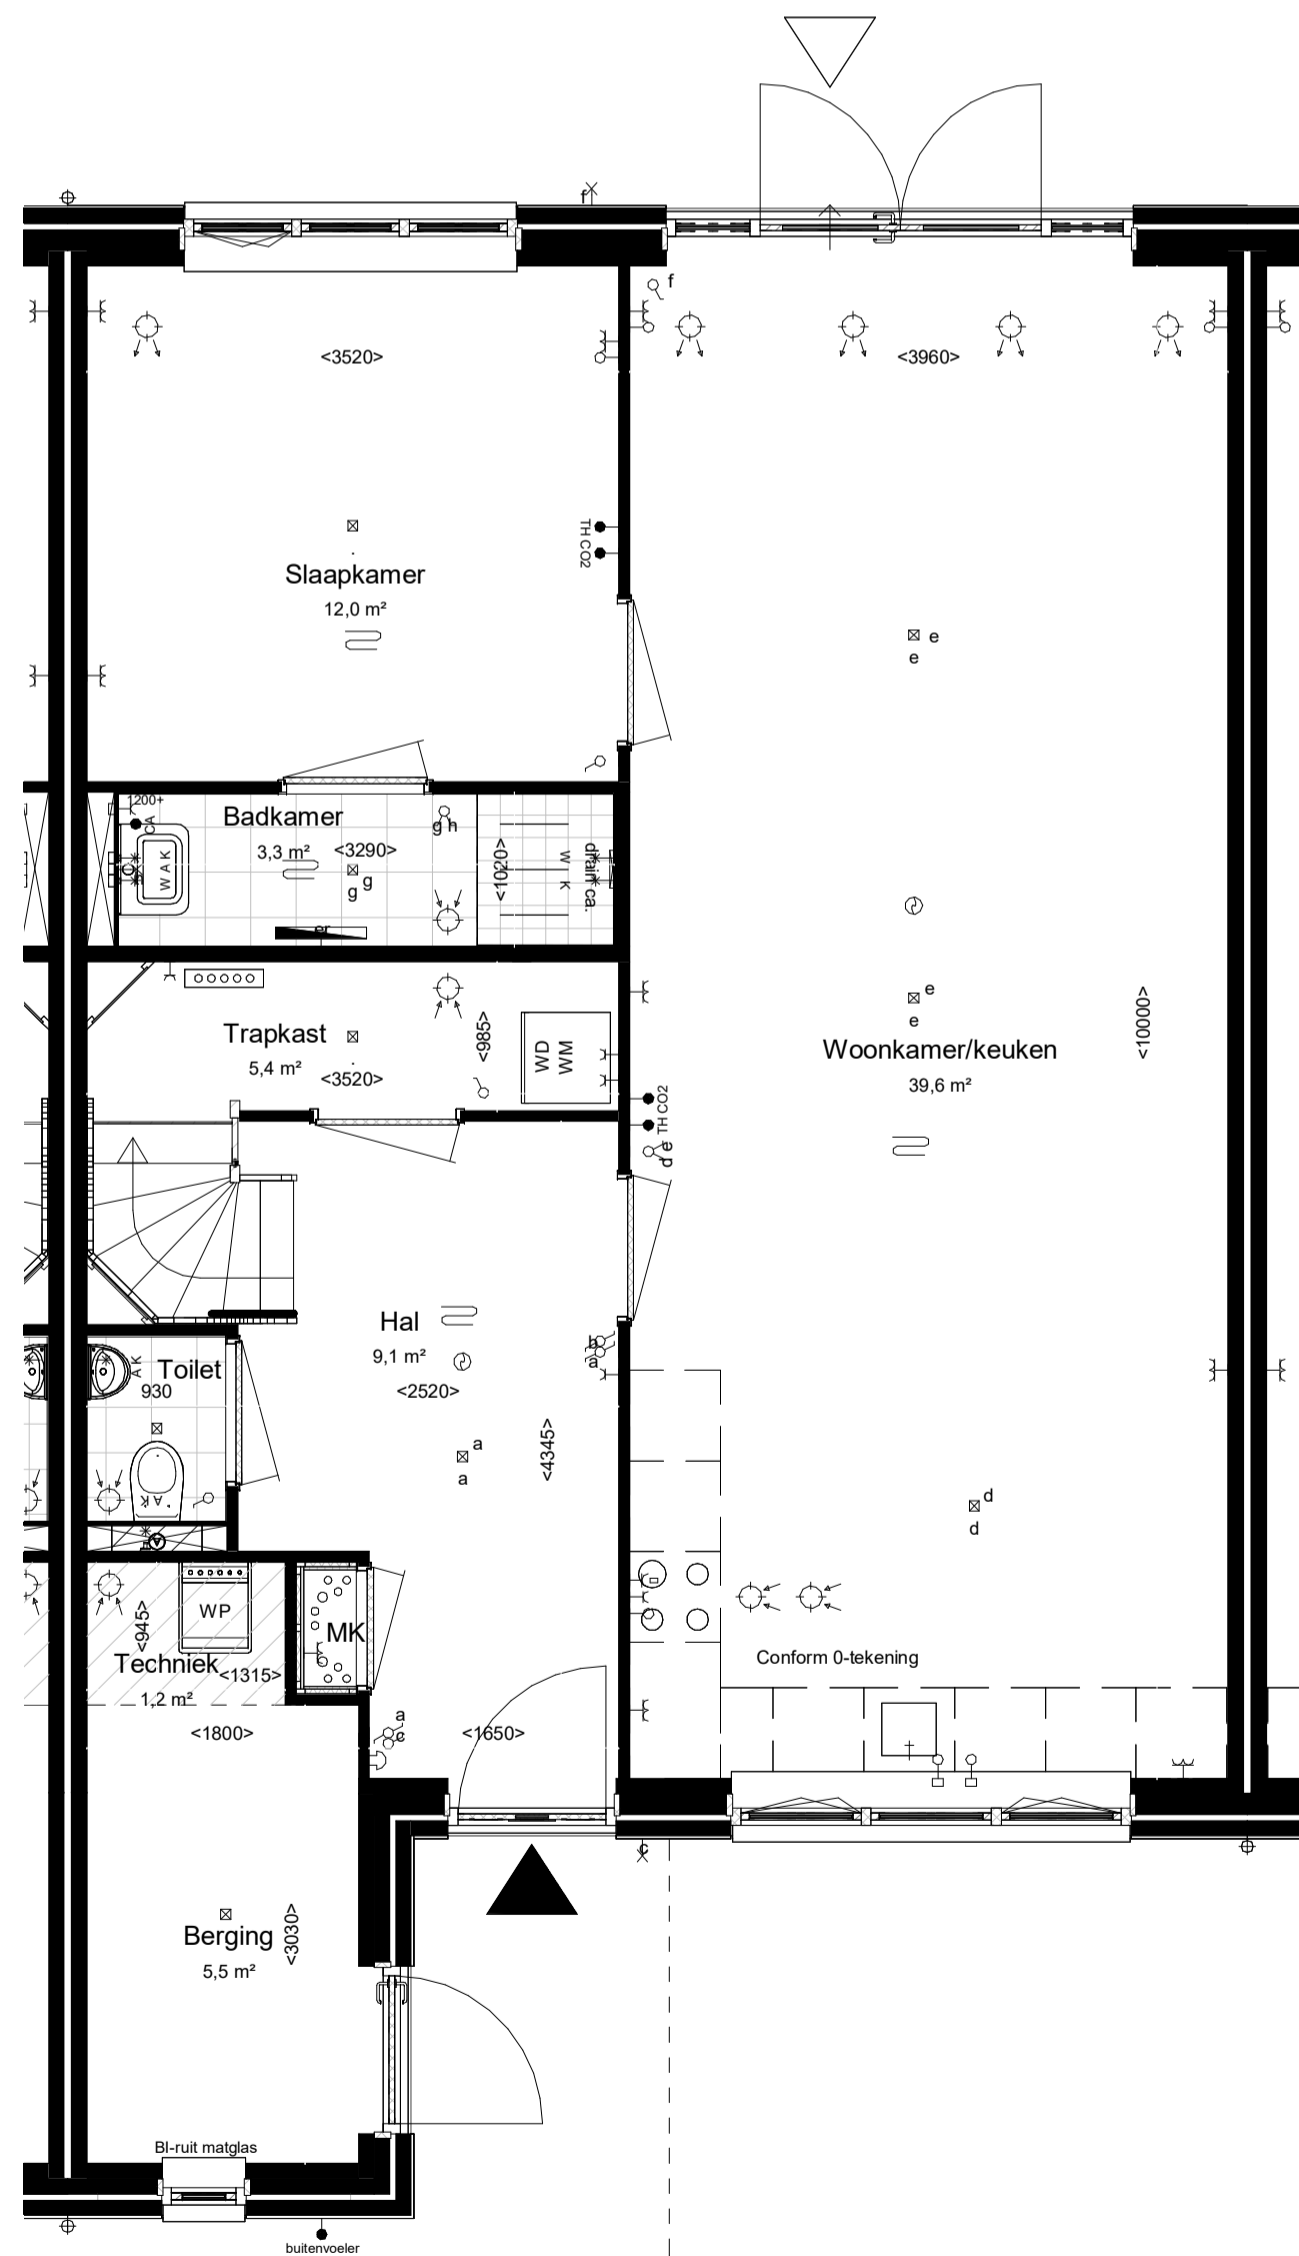 f
f
<3520>
<3960>
TH CO2
Slaapkamer
12,0 m²
e
e
1200+
CA
Badkamer
3,3 m²
<3290>
g h
WAK
g
g
<1020>
W K
drain ca.
er
e
e
Trapkast
5,4 m²
<3520>
<985>
WD
WM
Woonkamer/keuken
39,6 m²
<10000>
TH CO2
d e
Hal
9,1 m²
<2520>
b
a
AK
Toilet
930
a
a
<4345>
AK
d
d
WP
<945>
MK
Techniek
<1315>
1,2 m²
Conform 0-tekening
<1800>
a
c
<1650>
c
Berging
5,5 m²
<3030>
BI-ruit matglas
buitenvoeler